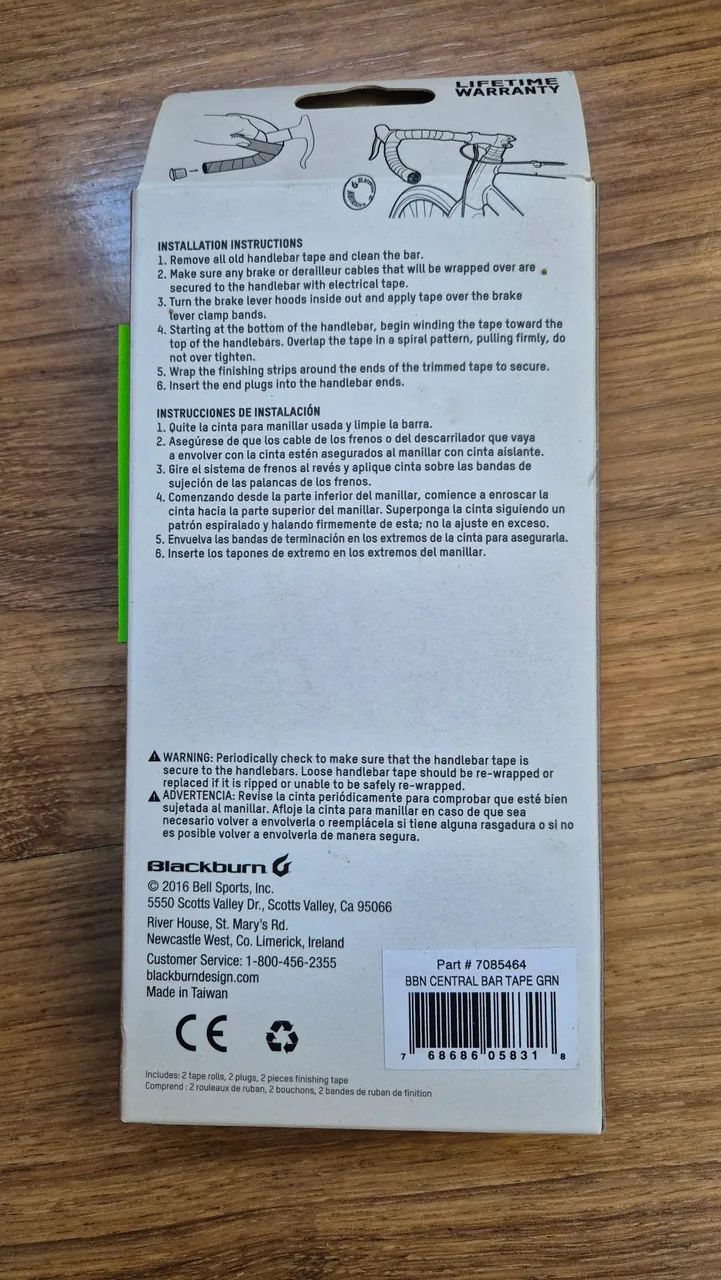 LIFETIME
WARRANTY
INSTALLATION INSTRUCTIONS
1. Remove all old handlebar tape and clean the bar.
2. Make sure any brake or derailleur cables that will be wrapped over are
secured to the handlebar with electrical tape.
3. Turn the brake lever hoods inside out and apply tape over the brake
lever clamp bands.
4. Starting at the bottom of the handlebar, begin winding the tape toward the
top of the handlebars. Overlap the tape in a spiral pattern, pulling firmly, do
not over tighten.
5. Wrap the finishing strips around the ends of the trimmed tape to secure.
6. Insert the end plugs into the handlebar ends.
INSTRUCCIONES DE INSTALACIÓN
1. Quite la cinta para manillar usada y limpie la barra.
2. Asegúrese de que los cable de los frenos o del descarrilador que vaya
a envolver con la cinta estén asegurados al manillar con cinta aislante.
3. Gire el sistema de frenos al revés y aplique cinta sobre las bandas de
sujeción de las palancas de los frenos.
4. Comenzando desde la parte inferior del manillar, comience a enroscar la
cinta hacia la parte superior del manillar. Superponga la cinta siguiendo un
patrón espiralado y halando firmemente de esta; no la ajuste en exceso.
5. Envuelva las bandas de terminación en los extremos de la cinta para asegurarla.
6. Inserte los tapones de extremo en los extremos del manillar.
WARNING: Periodically check to make sure that the handlebar tape is
secure to the handlebars. Loose handlebar tape should be re-wrapped or
replaced if it is ripped or unable to be safely re-wrapped.
ADVERTENCIA: Revise la cinta periódicamente para comprobar que esté bien
sujetada al manillar. Afloje la cinta para manillar en caso de que sea
necesario volver a envolverla o reemplácela si tiene alguna rasgadura o si no
es posible volver a envolverla de manera segura.
Blackburn
© 2016 Bell Sports, Inc.
5550 Scotts Valley Dr., Scotts Valley, Ca 95066
River House, St. Mary's Rd.
Newcastle West, Co. Limerick, Ireland
Customer Service: 1-800-456-2355
blackburndesign.com
Made in Taiwan
CE
Part # 7085464
BBN CENTRAL BAR TAPE GRN
7 68686 05831 8
Includes: 2 tape rolls, 2 plugs, 2 pieces finishing tape
Comprend : 2 rouleaux de ruban, 2 bouchons, 2 bandes de ruban de finition